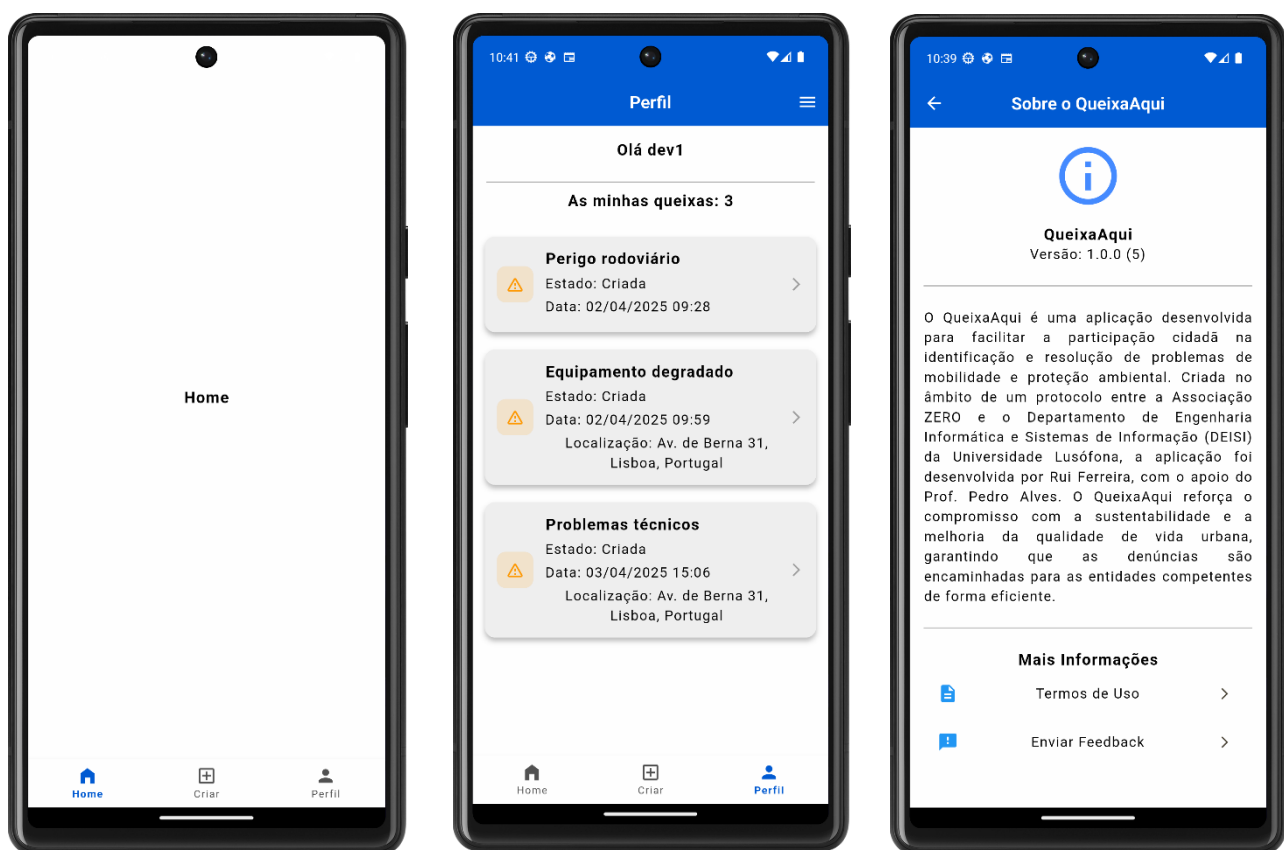 Home
Home
Criar
Perfil
10:41
Perfil
Olá dev1
As minhas queixas: 3
Perigo rodoviário
Estado: Criada
Data: 02/04/2025 09:28
Equipamento degradado
Estado: Criada
Data: 02/04/2025 09:59
Localização: Av. de Berna 31,
Lisboa, Portugal
Problemas técnicos
Estado: Criada
Data: 03/04/2025 15:06
Localização: Av. de Berna 31,
Lisboa, Portugal
Home
Criar
Perfil
10:39
Sobre o QueixaAqui
QueixaAqui
Versão: 1.0.0 (5)
O QueixaAqui é uma aplicação desenvolvida
para facilitar a participação cidadã na
identificação e resolução de problemas de
mobilidade e proteção ambiental. Criada no
âmbito de um protocolo entre a Associação
ZERO e o Departamento de Engenharia
Informática e Sistemas de Informação (DEISI)
da Universidade Lusófona, a aplicação foi
desenvolvida por Rui Ferreira, com o apoio do
Prof. Pedro Alves. O QueixaAqui reforça o
compromisso com a sustentabilidade e a
melhoria da qualidade de vida urbana,
garantindo que as denúncias são
encaminhadas para as entidades competentes
de forma eficiente.
Mais Informações
Termos de Uso
Enviar Feedback